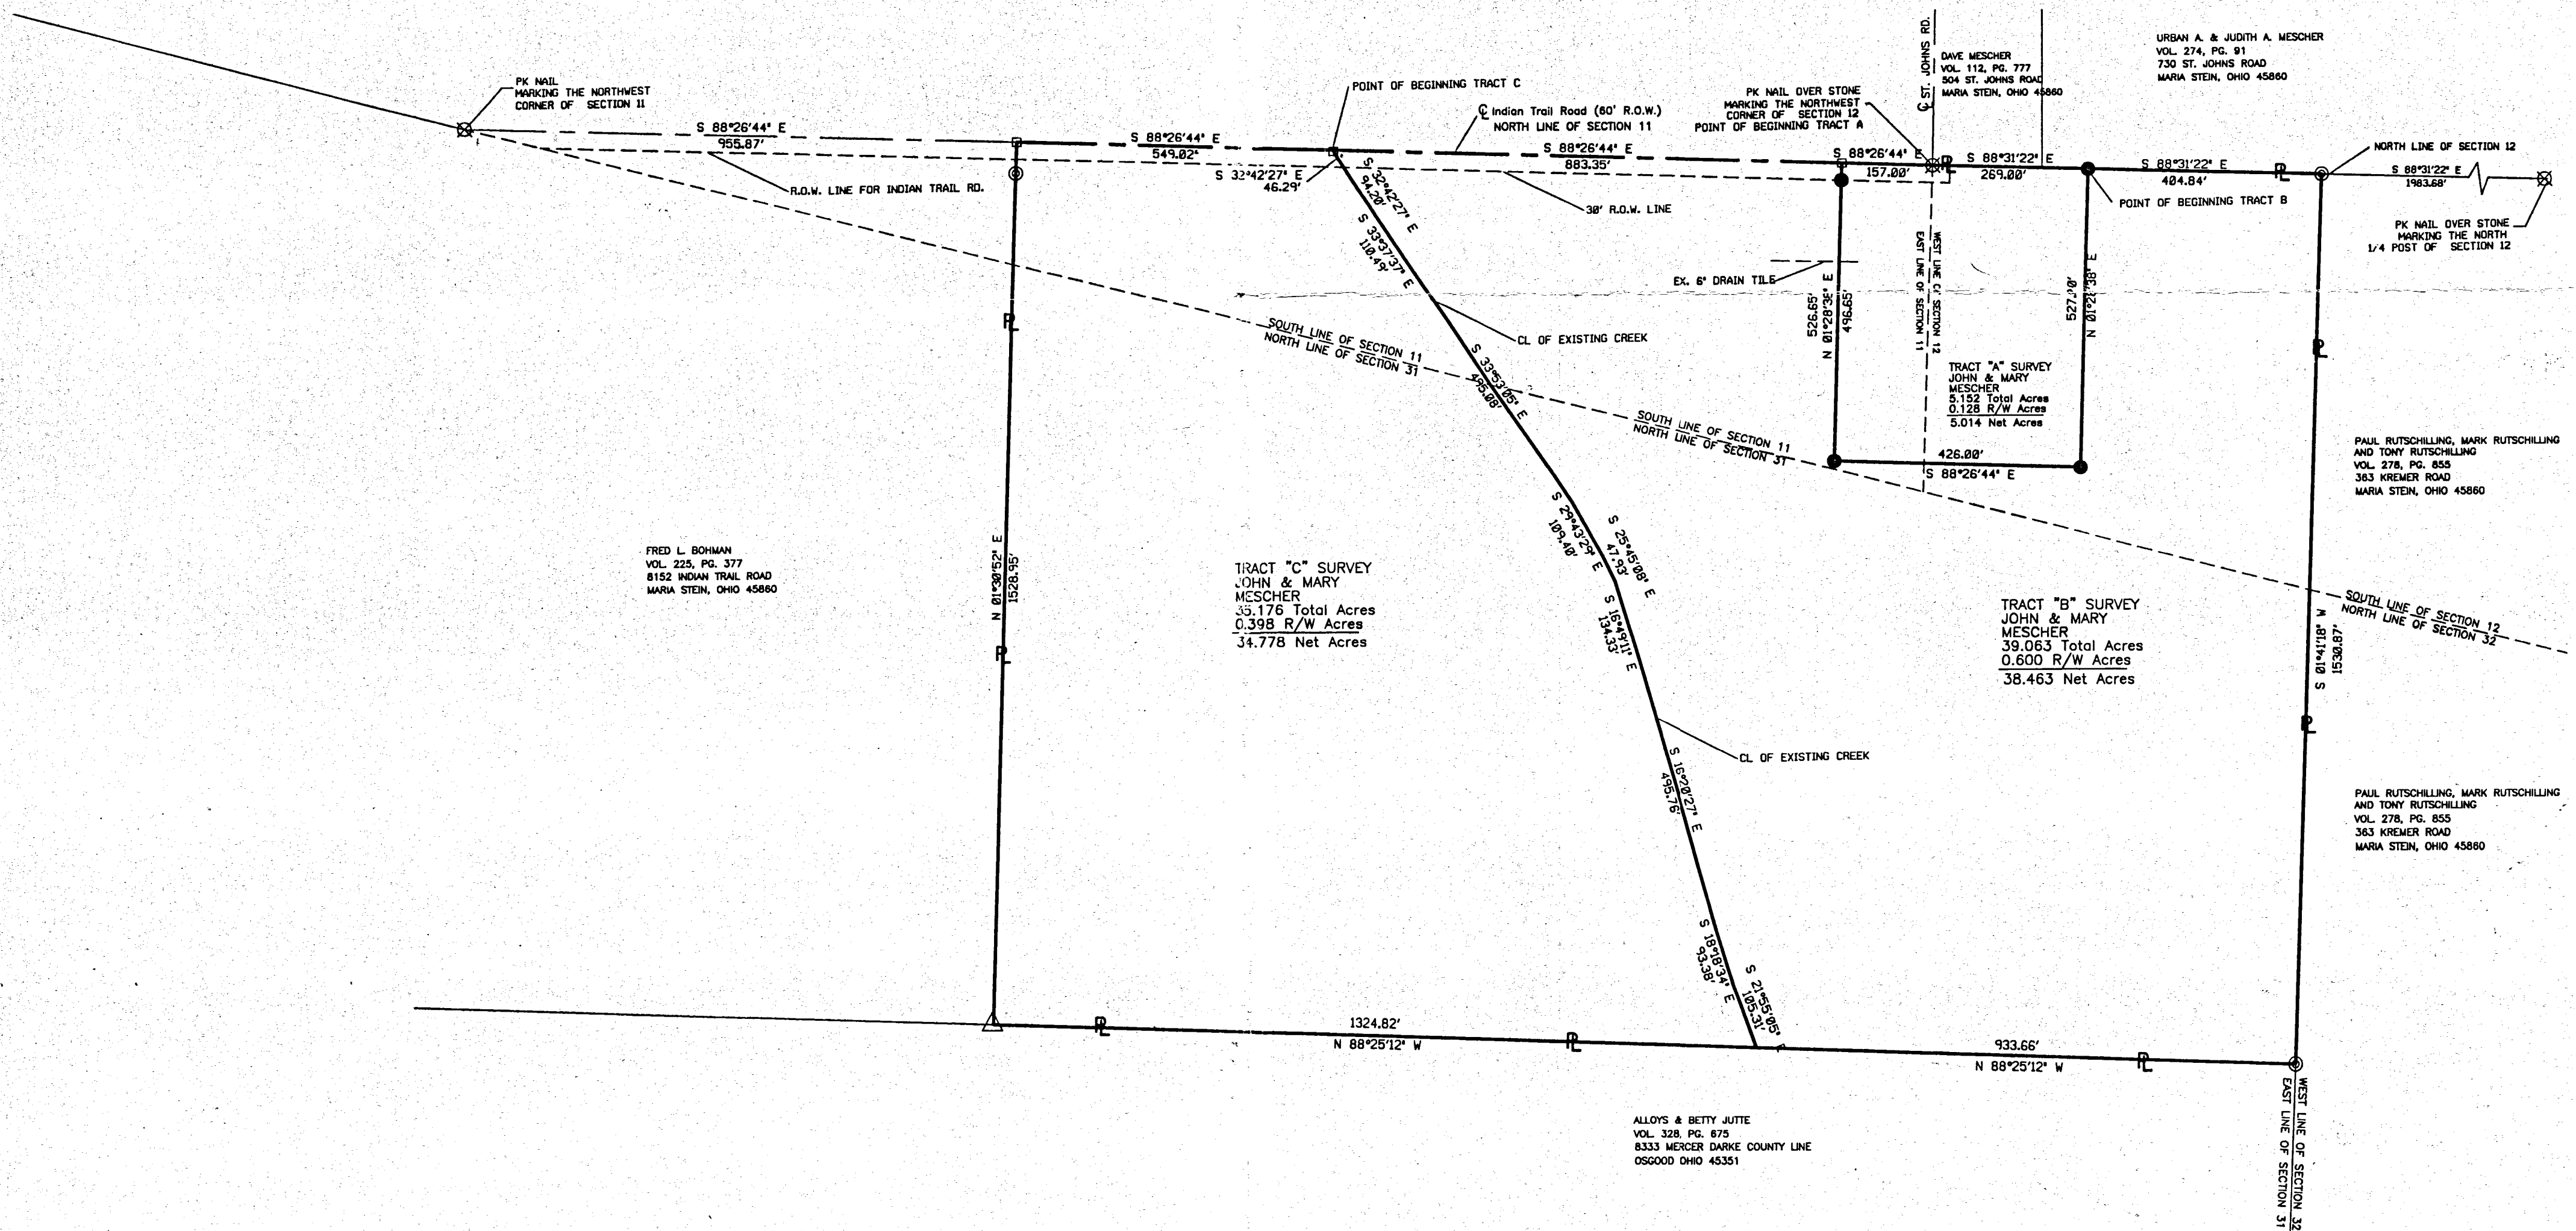 PK NAIL
MARKING THE NORTHWEST
CORNER OF SECTION 11
S 88°26'44" E
955.87'
R.O.W. LINE FOR INDIAN TRAIL RD.
S 88°26'44" E
549.02'
S 32°42'27" E
46.29'
POINT OF BEGINNING TRACT C
℄ Indian Trail Road (60' R.O.W.)
NORTH LINE OF SECTION 11
S 88°26'44" E
883.35'
30' R.O.W. LINE
PK NAIL OVER STONE
MARKING THE NORTHWEST
CORNER OF SECTION 12
POINT OF BEGINNING TRACT A
℄ ST. JOHNS RD.
DAVE MESCHER
VOL. 112, PG. 777
504 ST. JOHNS ROAD
MARIA STEIN, OHIO 45860
URBAN A. & JUDITH A. MESCHER
VOL. 274, PG. 91
730 ST. JOHNS ROAD
MARIA STEIN, OHIO 45860
S 88°26'44" E
157.00'
PL
S 88°31'22" E
269.00'
S 88°31'22" E
404.84'
PL
NORTH LINE OF SECTION 12
S 88°31'22" E
1983.68'
POINT OF BEGINNING TRACT B
PK NAIL OVER STONE
MARKING THE NORTH
1/4 POST OF SECTION 12
S 32°42'27" E
94.20'
S 33°37'37" E
110.49'
EX. 6" DRAIN TILE
526.65'
N 01°28'38" E
496.65'
WEST LINE OF SECTION 12
EAST LINE OF SECTION 11
N 01°28'38" E
PL
SOUTH LINE OF SECTION 11
NORTH LINE OF SECTION 31
CL OF EXISTING CREEK
S 33°53'05" E
495.08'
TRACT "A" SURVEY
JOHN & MARY
MESCHER
5.152 Total Acres
0.128 R/W Acres
5.014 Net Acres
PL
SOUTH LINE OF SECTION 11
NORTH LINE OF SECTION 31
426.00'
S 88°26'44" E
PAUL RUTSCHILLING, MARK RUTSCHILLING
AND TONY RUTSCHILLING
VOL. 278, PG. 855
363 KREMER ROAD
MARIA STEIN, OHIO 45860
S 29°43'29" E
109.40'
S 25°45'08" E
47.93'
FRED L. BOHMAN
VOL. 225, PG. 377
8152 INDIAN TRAIL ROAD
MARIA STEIN, OHIO 45860
N 01°30'52" E
1528.95'
TRACT "C" SURVEY
JOHN & MARY
MESCHER
35.176 Total Acres
0.398 R/W Acres
34.778 Net Acres
S 16°49'11" E
134.33'
TRACT "B" SURVEY
JOHN & MARY
MESCHER
39.063 Total Acres
0.600 R/W Acres
38.463 Net Acres
SOUTH LINE OF SECTION 12
NORTH LINE OF SECTION 32
S 01°41'18" W
1530.87'
PL
PL
CL OF EXISTING CREEK
S 16°20'27" E
495.76'
PAUL RUTSCHILLING, MARK RUTSCHILLING
AND TONY RUTSCHILLING
VOL. 278, PG. 855
363 KREMER ROAD
MARIA STEIN, OHIO 45860
S 18°18'34" E
93.38'
S 21°55'05" E
105.31'
PL
1324.82'
N 88°25'12" W
PL
933.66'
N 88°25'12" W
PL
WEST LINE OF SECTION 32
EAST LINE OF SECTION 31
ALLOYS & BETTY JUTTE
VOL. 328, PG. 675
8333 MERCER DARKE COUNTY LINE
OSGOOD OHIO 45351